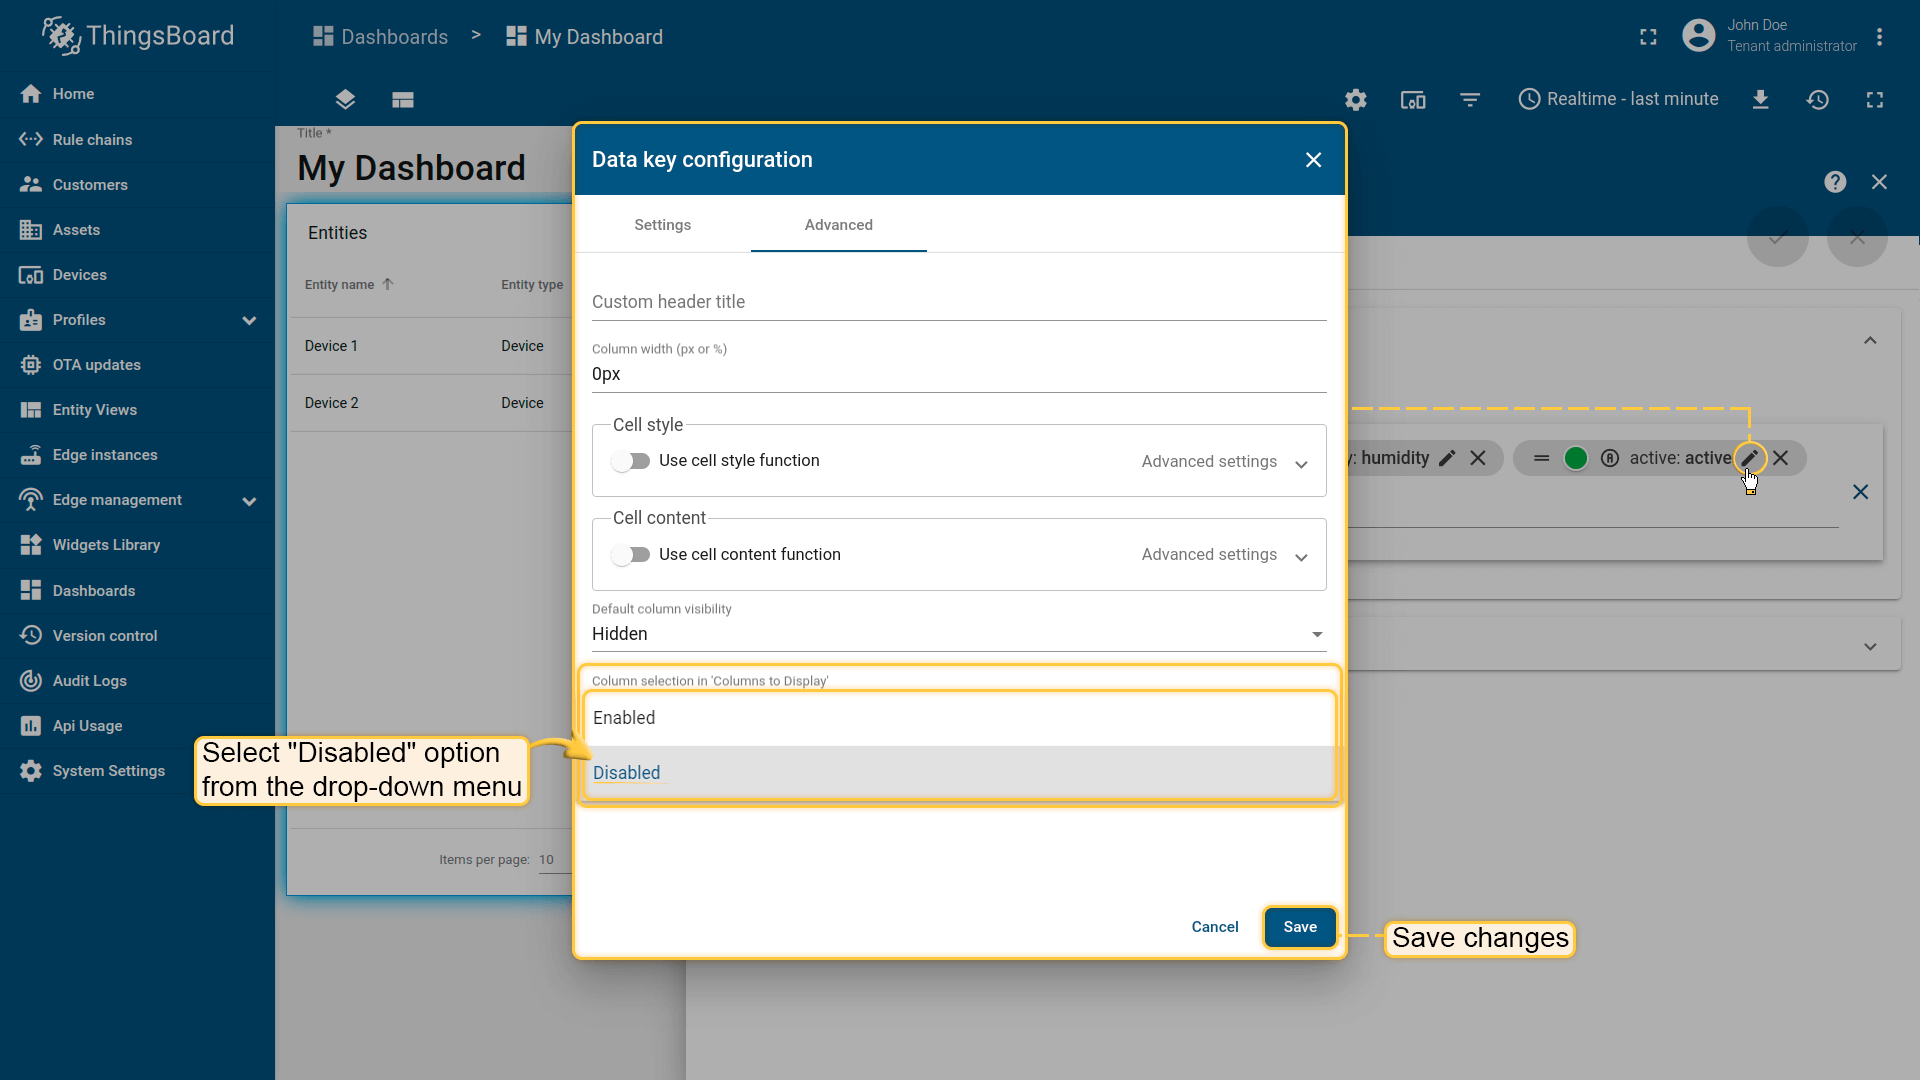 ThingsBoard
Dashboards > My Dashboard
John Doe
Tenant administrator
Home
Rule chains
Customers
Assets
Devices
Profiles
OTA updates
Entity Views
Edge instances
Edge management
Widgets Library
Dashboards
Version control
Audit Logs
Api Usage
System Settings
Realtime - last minute
Title *
My Dashboard
Entities
Entity name
Entity type
Device 1
Device
Device 2
Device
Items per page: 10
Data key configuration
Settings
Advanced
Custom header title
Column width (px or %)
0px
Cell style
Use cell style function
Advanced settings
Cell content
Use cell content function
Advanced settings
Default column visibility
Hidden
Column selection in 'Columns to Display'
Enabled
Disabled
Cancel
Save
y: humidity
active: active
Select "Disabled" option
from the drop-down menu
Save changes